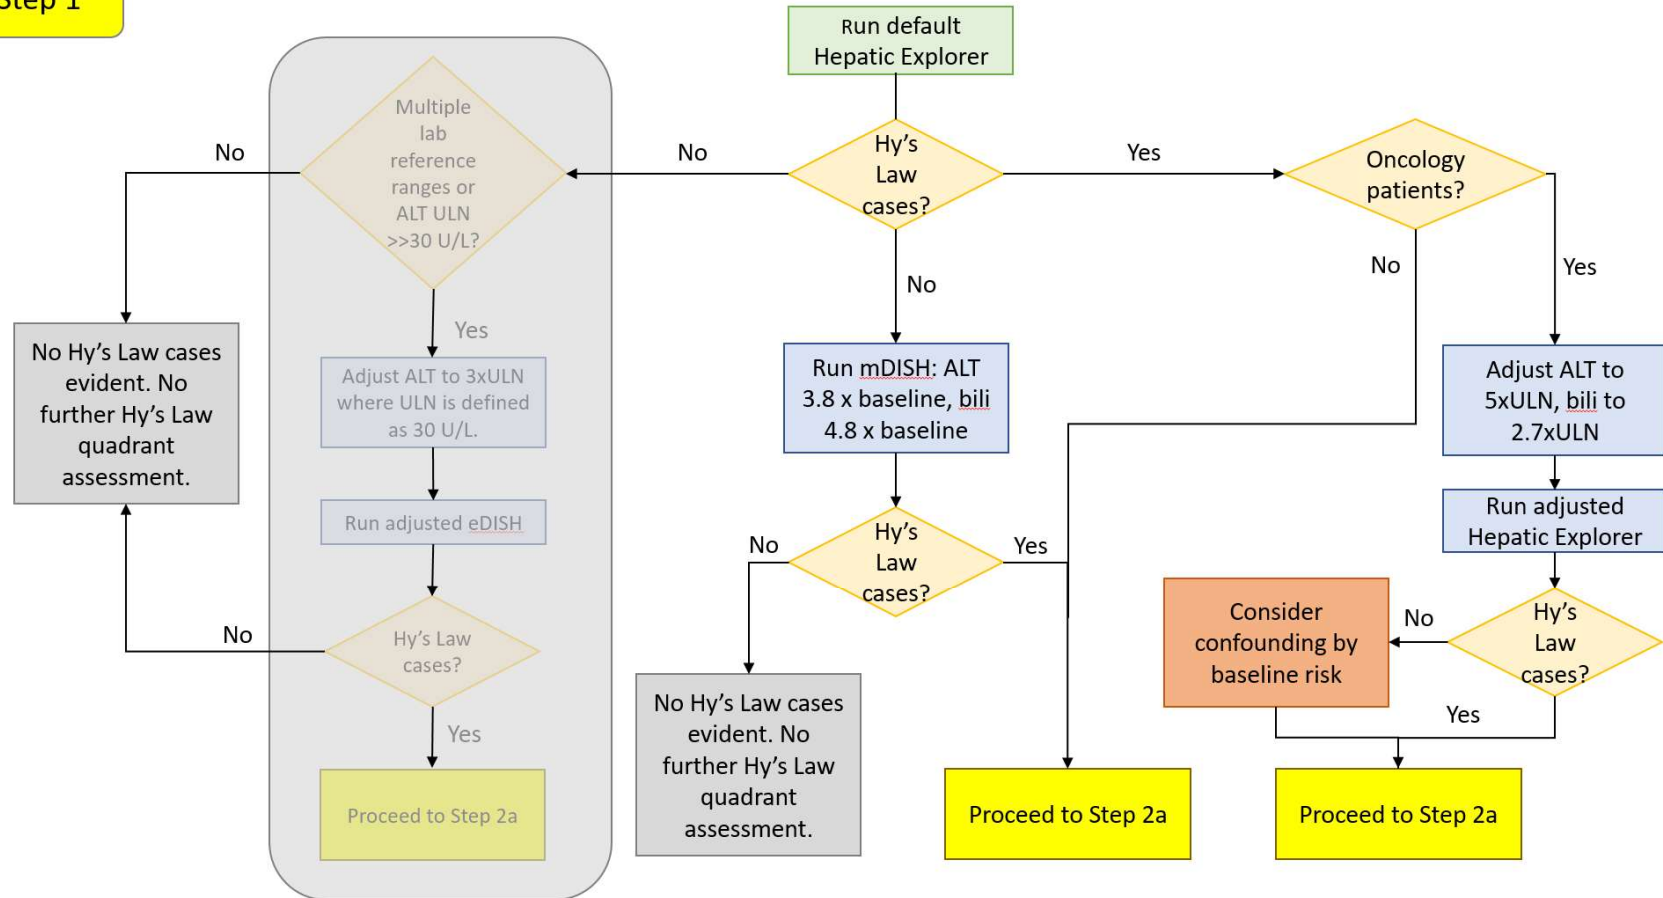 Step 1
Run default
Hepatic Explorer
Multiple
lab
reference
ranges or
ALT ULN
>>30 U/L?
No
No
Hy's
Law
cases?
Yes
Oncology
patients?
No
Yes
No
Yes
No Hy's Law cases
evident. No
further Hy's Law
quadrant
assessment.
Adjust ALT to 3xULN
where ULN is defined
as 30 U/L.
Run mDISH: ALT
3.8 x baseline, bili
4.8 x baseline
Adjust ALT to
5xULN, bili to
2.7xULN
Run adjusted eDISH
Run adjusted
Hepatic Explorer
No
Hy's
Law
cases?
Yes
No
Hy's Law
cases?
Consider
confounding by
baseline risk
No
Hy's
Law
cases?
Yes
Yes
No Hy's Law cases
evident. No
further Hy's Law
quadrant
assessment.
Proceed to Step 2a
Proceed to Step 2a
Proceed to Step 2a